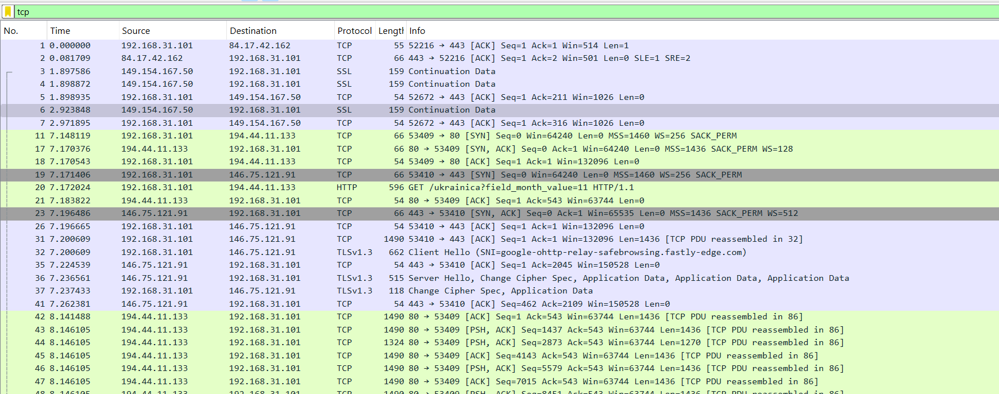 tcp
No. Time Source Destination Protocol Length Info
1 0.000000 192.168.31.101 84.17.42.162 TCP 55 52216 → 443 [ACK] Seq=1 Ack=1 Win=514 Len=1
2 0.081709 84.17.42.162 192.168.31.101 TCP 66 443 → 52216 [ACK] Seq=1 Ack=2 Win=501 Len=0 SLE=1 SRE=2
3 1.897586 149.154.167.50 192.168.31.101 SSL 159 Continuation Data
4 1.898872 149.154.167.50 192.168.31.101 SSL 159 Continuation Data
5 1.898935 192.168.31.101 149.154.167.50 TCP 54 52672 → 443 [ACK] Seq=1 Ack=211 Win=1026 Len=0
6 2.923848 149.154.167.50 192.168.31.101 SSL 159 Continuation Data
7 2.971895 192.168.31.101 149.154.167.50 TCP 54 52672 → 443 [ACK] Seq=1 Ack=316 Win=1026 Len=0
11 7.148119 192.168.31.101 194.44.11.133 TCP 66 53409 → 80 [SYN] Seq=0 Win=64240 Len=0 MSS=1460 WS=256 SACK_PERM
17 7.170376 194.44.11.133 192.168.31.101 TCP 66 80 → 53409 [SYN, ACK] Seq=0 Ack=1 Win=64240 Len=0 MSS=1436 SACK_PERM WS=128
18 7.170543 192.168.31.101 194.44.11.133 TCP 54 53409 → 80 [ACK] Seq=1 Ack=1 Win=132096 Len=0
19 7.171406 192.168.31.101 146.75.121.91 TCP 66 53410 → 443 [SYN] Seq=0 Win=64240 Len=0 MSS=1460 WS=256 SACK_PERM
20 7.172024 192.168.31.101 194.44.11.133 HTTP 596 GET /ukrainica?field_month_value=11 HTTP/1.1
21 7.183822 194.44.11.133 192.168.31.101 TCP 54 80 → 53409 [ACK] Seq=1 Ack=543 Win=63744 Len=0
23 7.196486 146.75.121.91 192.168.31.101 TCP 66 443 → 53410 [SYN, ACK] Seq=0 Ack=1 Win=65535 Len=0 MSS=1436 SACK_PERM WS=512
26 7.196665 192.168.31.101 146.75.121.91 TCP 54 53410 → 443 [ACK] Seq=1 Ack=1 Win=132096 Len=0
31 7.200609 192.168.31.101 146.75.121.91 TCP 1490 53410 → 443 [ACK] Seq=1 Ack=1 Win=132096 Len=1436 [TCP PDU reassembled in 32]
32 7.200609 192.168.31.101 146.75.121.91 TLSv1.3 662 Client Hello (SNI=google-ohttp-relay-safebrowsing.fastly-edge.com)
35 7.224539 146.75.121.91 192.168.31.101 TCP 54 443 → 53410 [ACK] Seq=1 Ack=2045 Win=150528 Len=0
36 7.236561 146.75.121.91 192.168.31.101 TLSv1.3 515 Server Hello, Change Cipher Spec, Application Data, Application Data, Application Data
37 7.237433 192.168.31.101 146.75.121.91 TLSv1.3 118 Change Cipher Spec, Application Data
41 7.262381 146.75.121.91 192.168.31.101 TCP 54 443 → 53410 [ACK] Seq=462 Ack=2109 Win=150528 Len=0
42 8.141488 194.44.11.133 192.168.31.101 TCP 1490 80 → 53409 [ACK] Seq=1 Ack=543 Win=63744 Len=1436 [TCP PDU reassembled in 86]
43 8.146105 194.44.11.133 192.168.31.101 TCP 1490 80 → 53409 [PSH, ACK] Seq=1437 Ack=543 Win=63744 Len=1436 [TCP PDU reassembled in 86]
44 8.146105 194.44.11.133 192.168.31.101 TCP 1324 80 → 53409 [PSH, ACK] Seq=2873 Ack=543 Win=63744 Len=1270 [TCP PDU reassembled in 86]
45 8.146105 194.44.11.133 192.168.31.101 TCP 1490 80 → 53409 [ACK] Seq=4143 Ack=543 Win=63744 Len=1436 [TCP PDU reassembled in 86]
46 8.146105 194.44.11.133 192.168.31.101 TCP 1490 80 → 53409 [PSH, ACK] Seq=5579 Ack=543 Win=63744 Len=1436 [TCP PDU reassembled in 86]
47 8.146105 194.44.11.133 192.168.31.101 TCP 1490 80 → 53409 [ACK] Seq=7015 Ack=543 Win=63744 Len=1436 [TCP PDU reassembled in 86]
48 8.146105 194.44.11.133 192.168.31.101 TCP 1490 80 → 53409 [PSH, ACK] Seq=8451 Ack=543 Win=63744 Len=1436 [TCP PDU reassembled in 86]